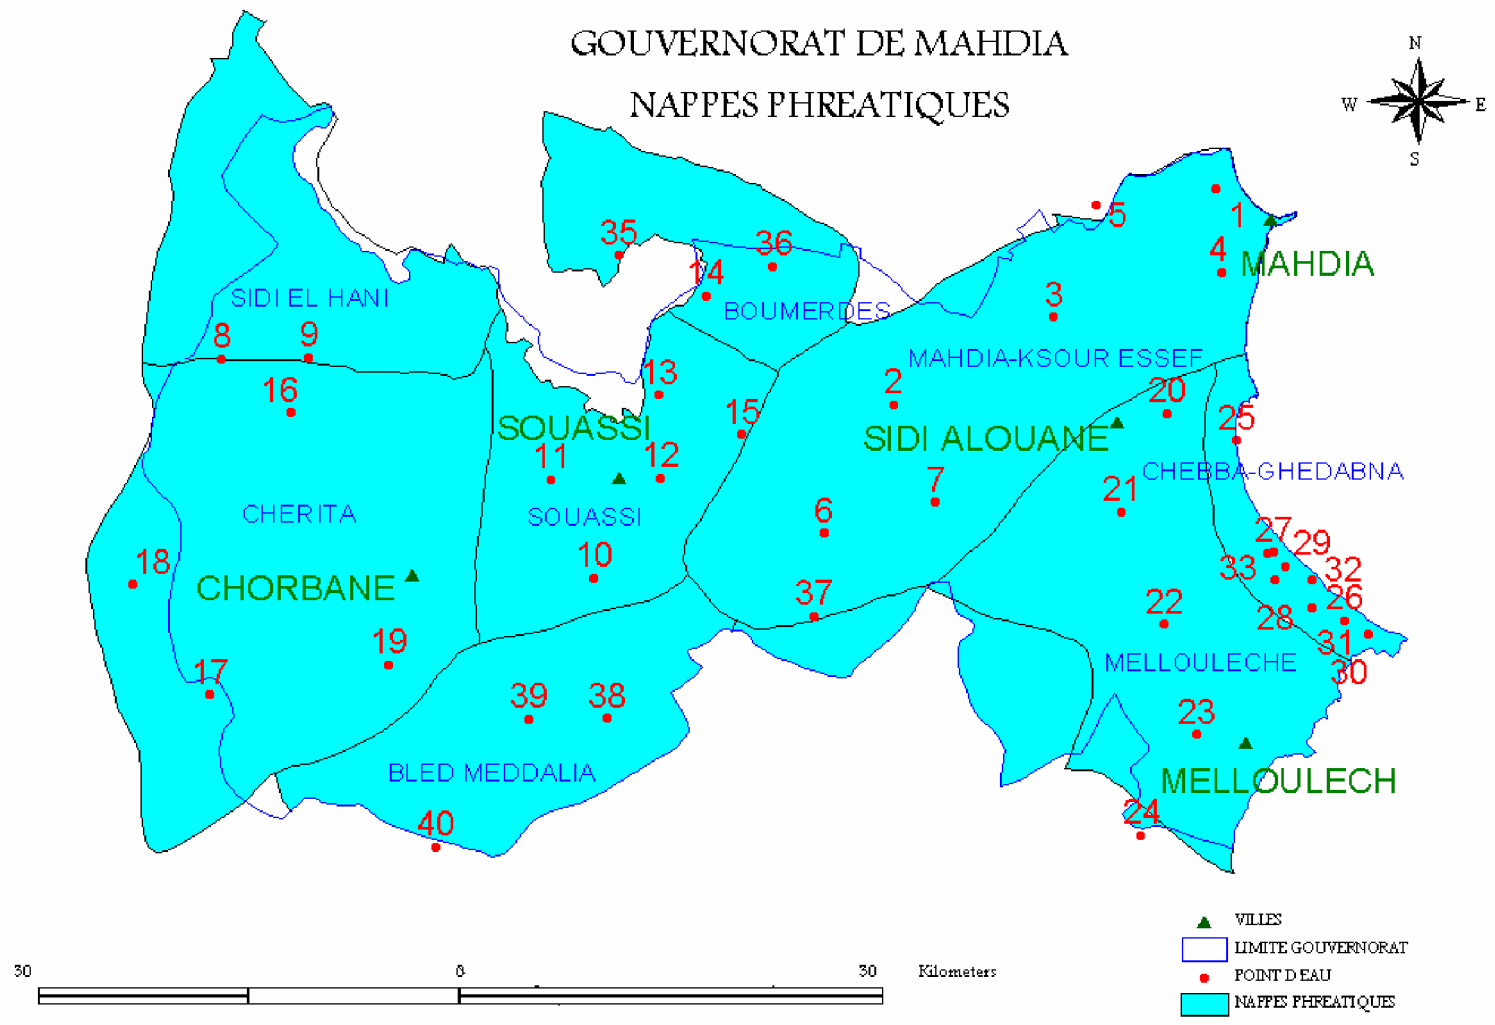 GOUVERNORAT DE MAHDIA
NAPPES PHREATIQUES
N
W E
S
35
36
14
5
1
4
MAHDIA
SIDI EL HANI
BOUMERDES
3
8
9
MAHDIA-KSOUR ESSEF
16
13
2
20
SOUASSI
15
SIDI ALOUANE
25
11
12
CHEBBA-GHEDABNA
7
21
CHERITA
SOUASSI
6
27
29
18
10
33
32
CHORBANE
37
22
28
26
19
31
MELLOULECHE
17
30
39
38
23
BLED MEDDALIA
MELLOULECH
40
24
VILLES
LIMITE GOUVERNORAT
POINT D EAU
NAPPES PHREATIQUES
30 0 30 Kilometers